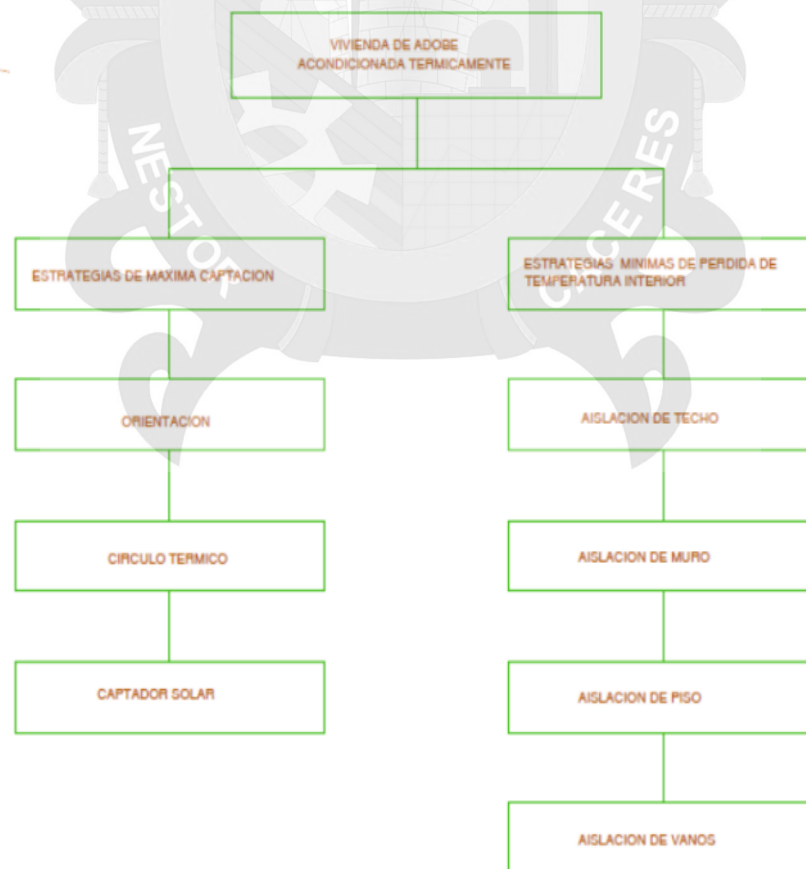 VIVIENDA DE ADOBE
ACONDICIONADA TERMICAMENTE
NESTOR
CACERES
ESTRATEGIAS DE MAXIMA CAPTACION
ESTRATEGIAS MINIMAS DE PERDIDA DE
TEMPERATURA INTERIOR
ORIENTACION
AISLACION DE TECHO
CIRCULO TERMICO
AISLACION DE MURO
CAPTADOR SOLAR
AISLACION DE PISO
AISLACION DE VANOS